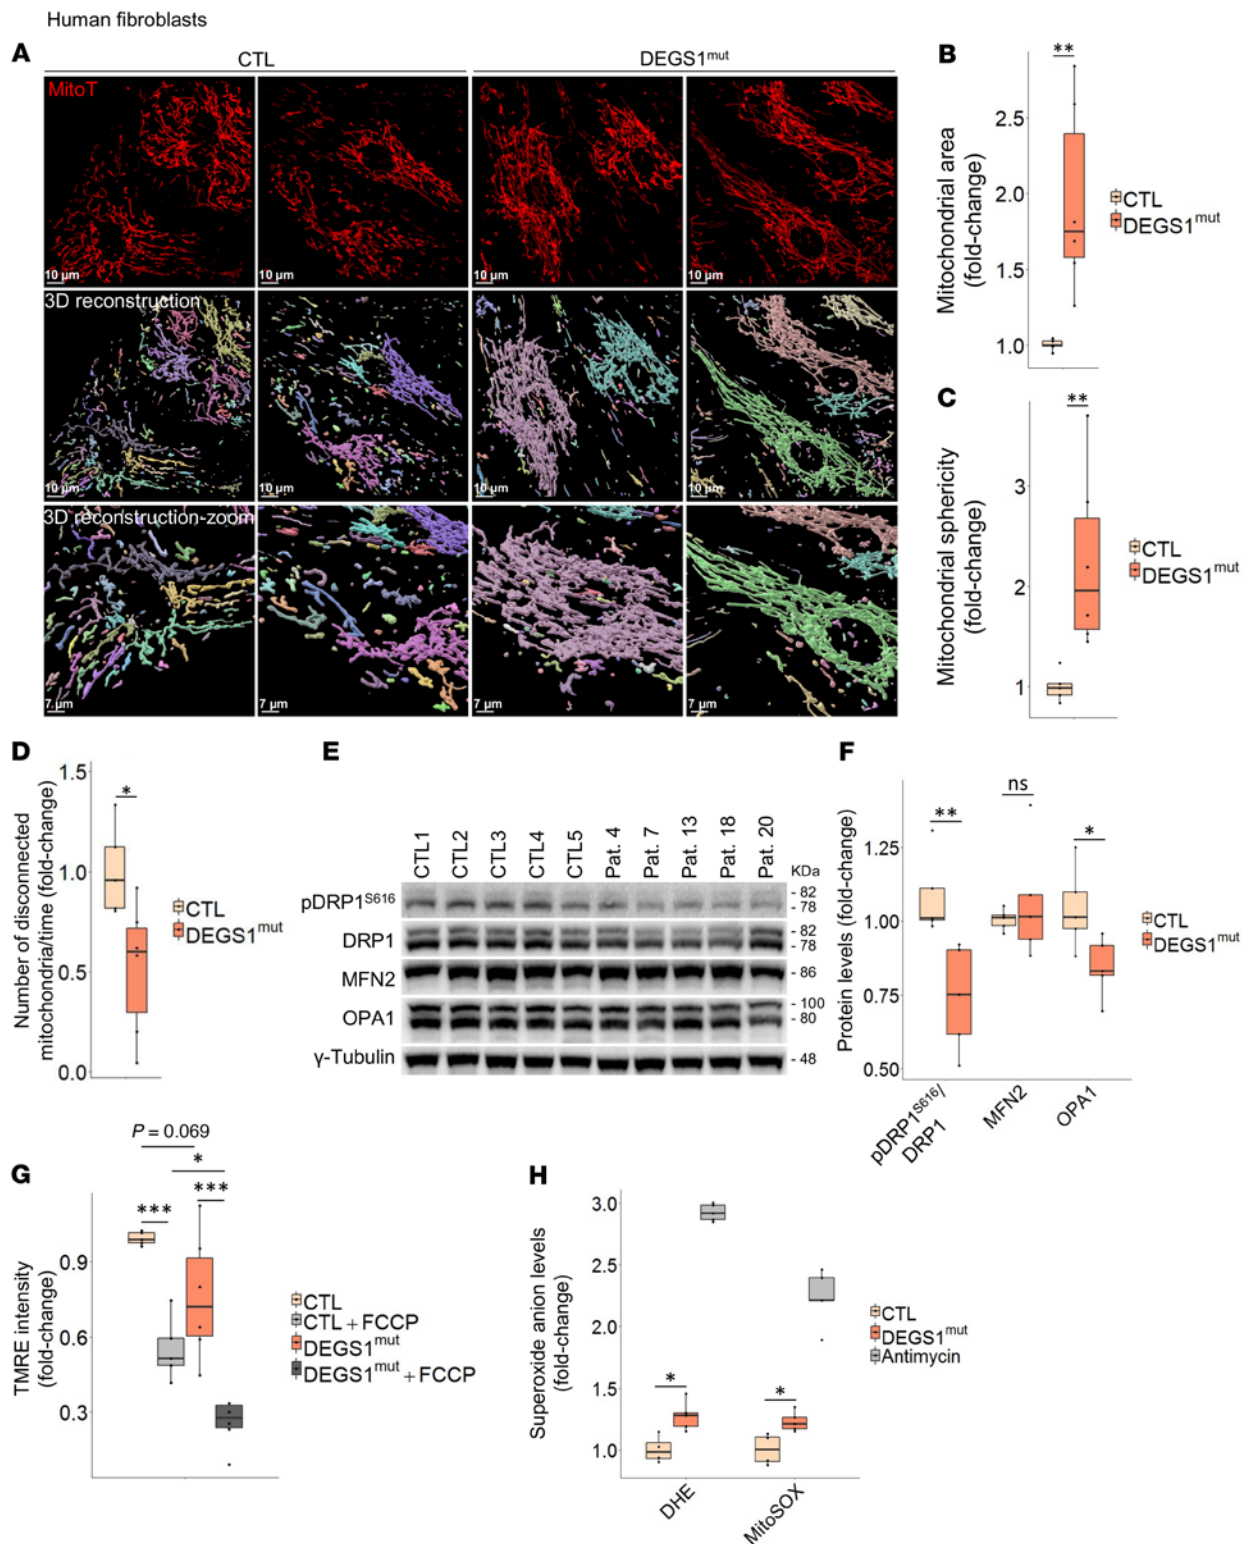 Human fibroblasts
A
CTL
DEGS1mut
MitoT
10 µm
10 µm
10 µm
10 µm
3D reconstruction
10 µm
10 µm
10 µm
10 µm
3D reconstruction-zoom
7 µm
7 µm
7 µm
7 µm
B
**
Mitochondrial area
(fold-change)
2.5
2.0
1.5
1.0
CTL
DEGS1mut
C
**
Mitochondrial sphericity
(fold-change)
3
2
1
CTL
DEGS1mut
D
Number of disconnected
mitochondria/time (fold-change)
1.5
1.0
0.5
0.0
*
CTL
DEGS1mut
E
CTL1
CTL2
CTL3
CTL4
CTL5
Pat. 4
Pat. 7
Pat. 13
Pat. 18
Pat. 20
KDa
pDRP1S616
- 82
- 78
DRP1
- 82
- 78
MFN2
- 86
OPA1
- 100
- 80
γ-Tubulin
- 48
F
Protein levels (fold-change)
1.25
1.00
0.75
0.50
**
ns
*
pDRP1S616/
DRP1
MFN2
OPA1
CTL
DEGS1mut
G
P = 0.069
*
***
***
TMRE intensity
(fold-change)
0.9
0.6
0.3
CTL
CTL + FCCP
DEGS1mut
DEGS1mut + FCCP
H
Superoxide anion levels
(fold-change)
3.0
2.5
2.0
1.5
1.0
*
*
DHE
MitoSOX
CTL
DEGS1mut
Antimycin